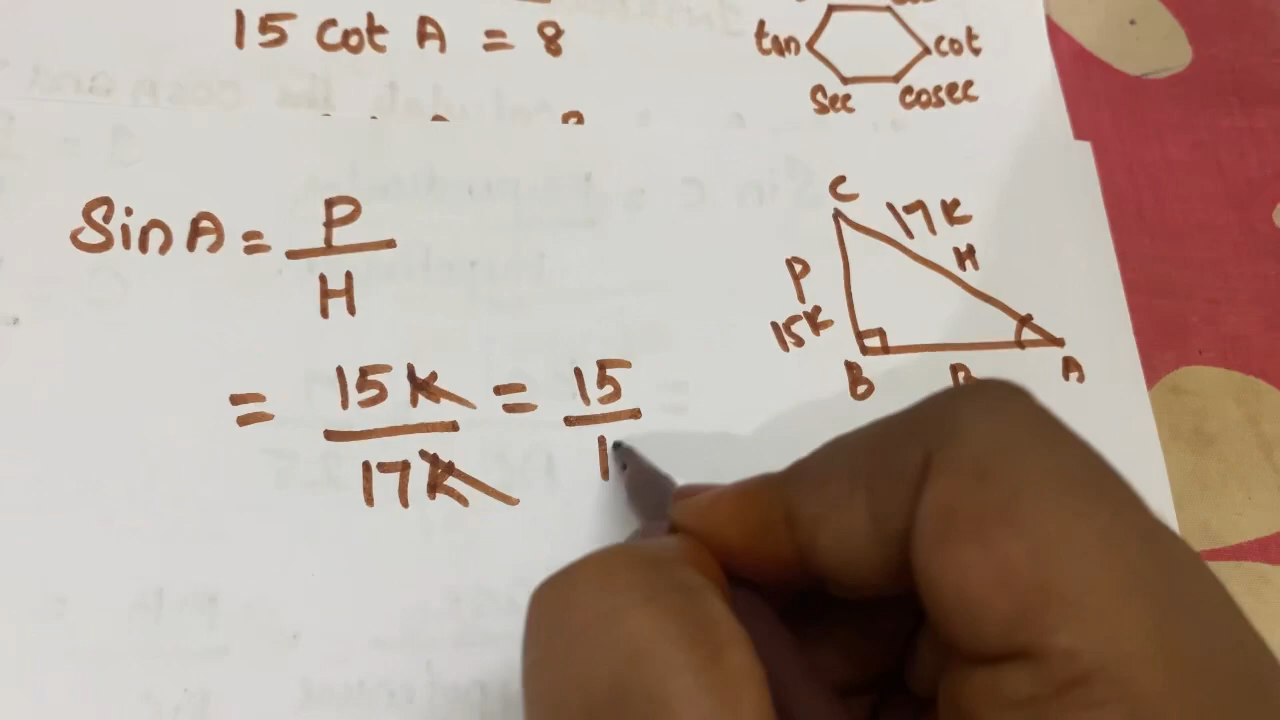 15 cot A = 8
tan cot
Sec cosec
Sin A = P
H
= 15K = 15
17K 1
C
17K
H
P
15K
B A